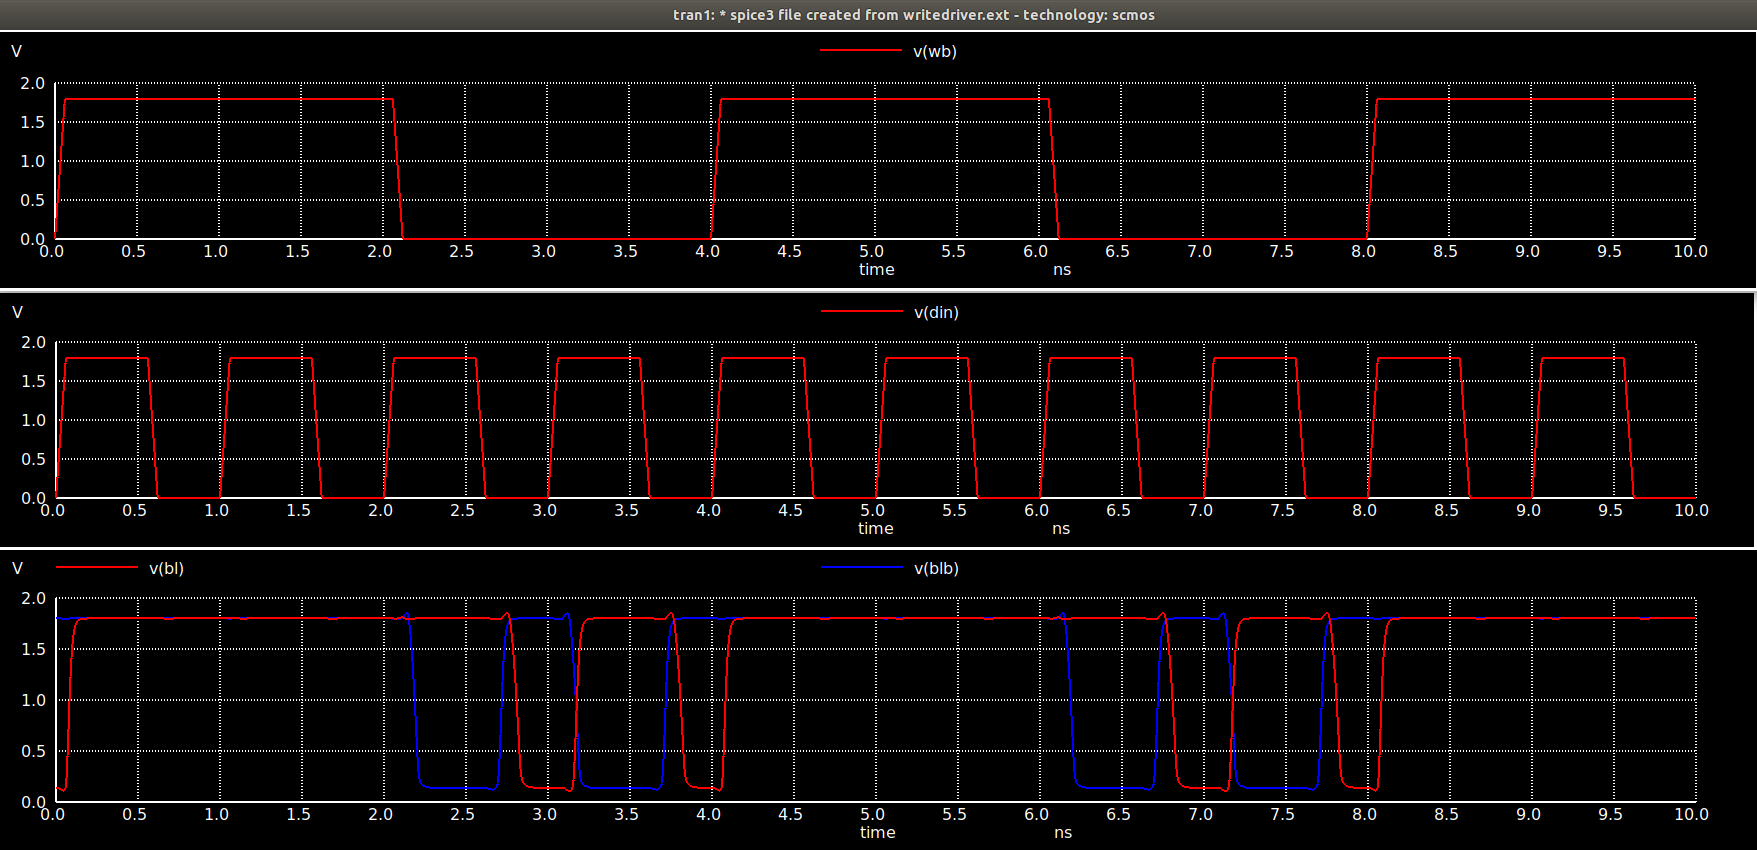 tran1: * spice3 file created from writedriver.ext - technology: scmos
V v(wb)
2.0
1.5
1.0
0.5
0.0
0.0 0.5 1.0 1.5 2.0 2.5 3.0 3.5 4.0 4.5 5.0 5.5 6.0 6.5 7.0 7.5 8.0 8.5 9.0 9.5 10.0
time ns
V v(din)
2.0
1.5
1.0
0.5
0.0
0.0 0.5 1.0 1.5 2.0 2.5 3.0 3.5 4.0 4.5 5.0 5.5 6.0 6.5 7.0 7.5 8.0 8.5 9.0 9.5 10.0
time ns
V v(bl) v(blb)
2.0
1.5
1.0
0.5
0.0
0.0 0.5 1.0 1.5 2.0 2.5 3.0 3.5 4.0 4.5 5.0 5.5 6.0 6.5 7.0 7.5 8.0 8.5 9.0 9.5 10.0
time ns